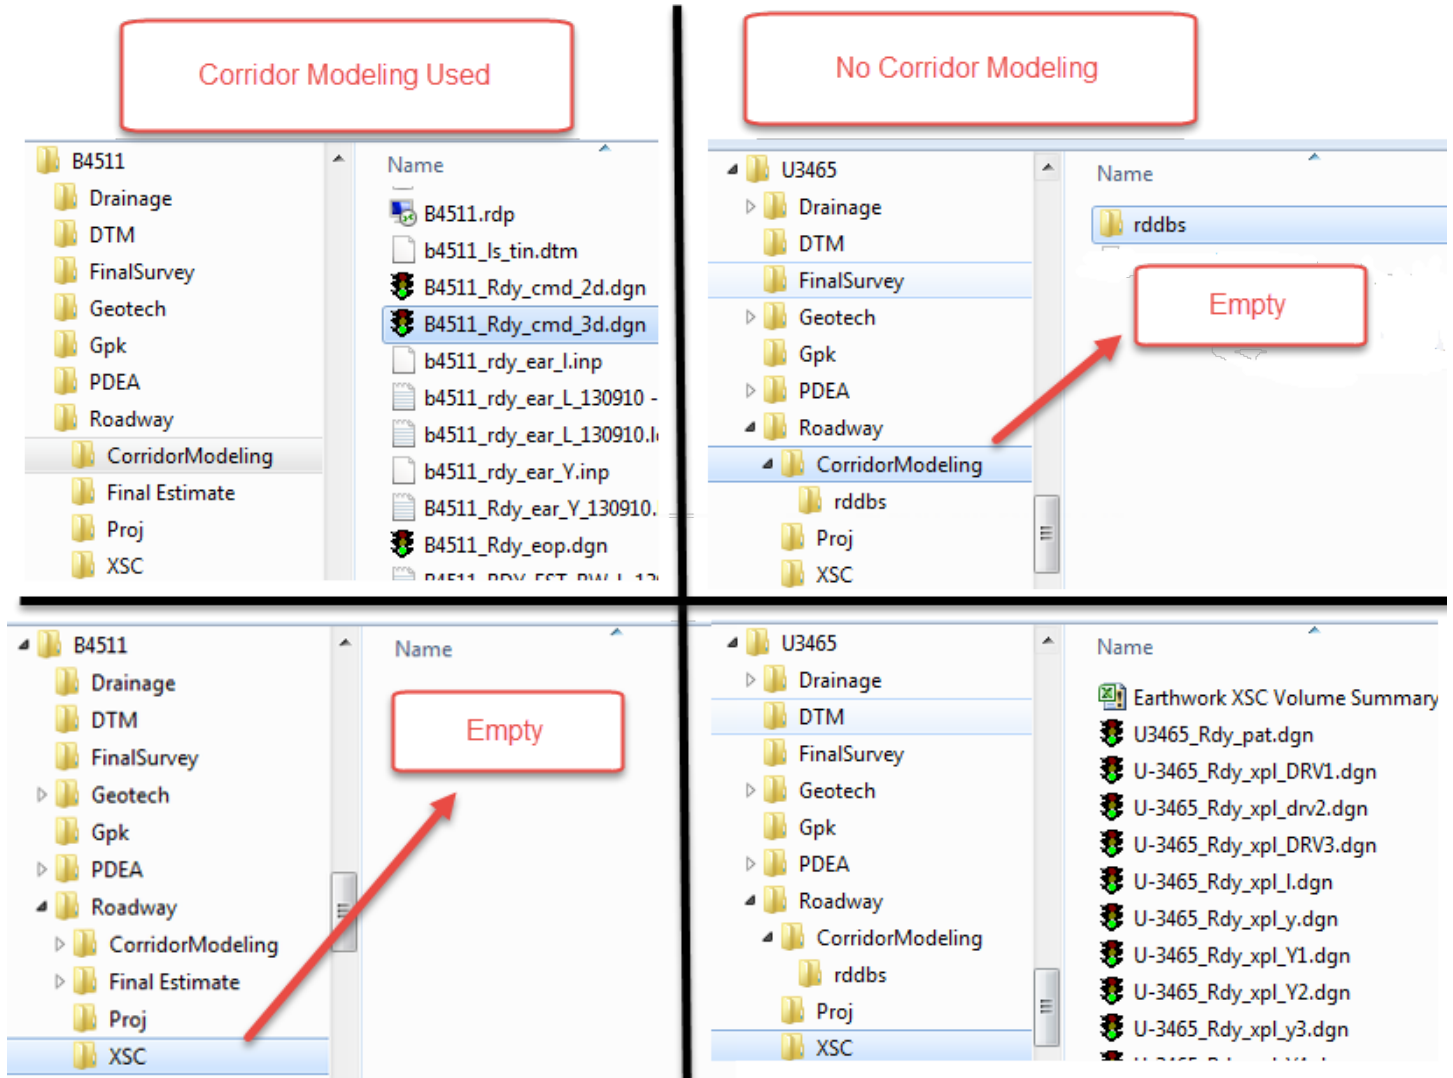 Corridor Modeling Used
B4511
Drainage
DTM
FinalSurvey
Geotech
Gpk
PDEA
Roadway
CorridorModeling
Final Estimate
Proj
XSC
Name
B4511.rdp
b4511_ls_tin.dtm
B4511_Rdy_cmd_2d.dgn
B4511_Rdy_cmd_3d.dgn
b4511_rdy_ear_l.inp
b4511_rdy_ear_L_130910 -
b4511_rdy_ear_L_130910.l
b4511_rdy_ear_Y.inp
B4511_Rdy_ear_Y_130910.
B4511_Rdy_eop.dgn
No Corridor Modeling
U3465
Drainage
DTM
FinalSurvey
Geotech
Gpk
PDEA
Roadway
CorridorModeling
rddbs
Proj
XSC
Name
rddbs
Empty
B4511
Drainage
DTM
FinalSurvey
Geotech
Gpk
PDEA
Roadway
CorridorModeling
Final Estimate
Proj
XSC
Name
Empty
U3465
Drainage
DTM
FinalSurvey
Geotech
Gpk
PDEA
Roadway
CorridorModeling
rddbs
Proj
XSC
Name
Earthwork XSC Volume Summary
U3465_Rdy_pat.dgn
U-3465_Rdy_xpl_DRV1.dgn
U-3465_Rdy_xpl_drv2.dgn
U-3465_Rdy_xpl_DRV3.dgn
U-3465_Rdy_xpl_l.dgn
U-3465_Rdy_xpl_y.dgn
U-3465_Rdy_xpl_Y1.dgn
U-3465_Rdy_xpl_Y2.dgn
U-3465_Rdy_xpl_y3.dgn